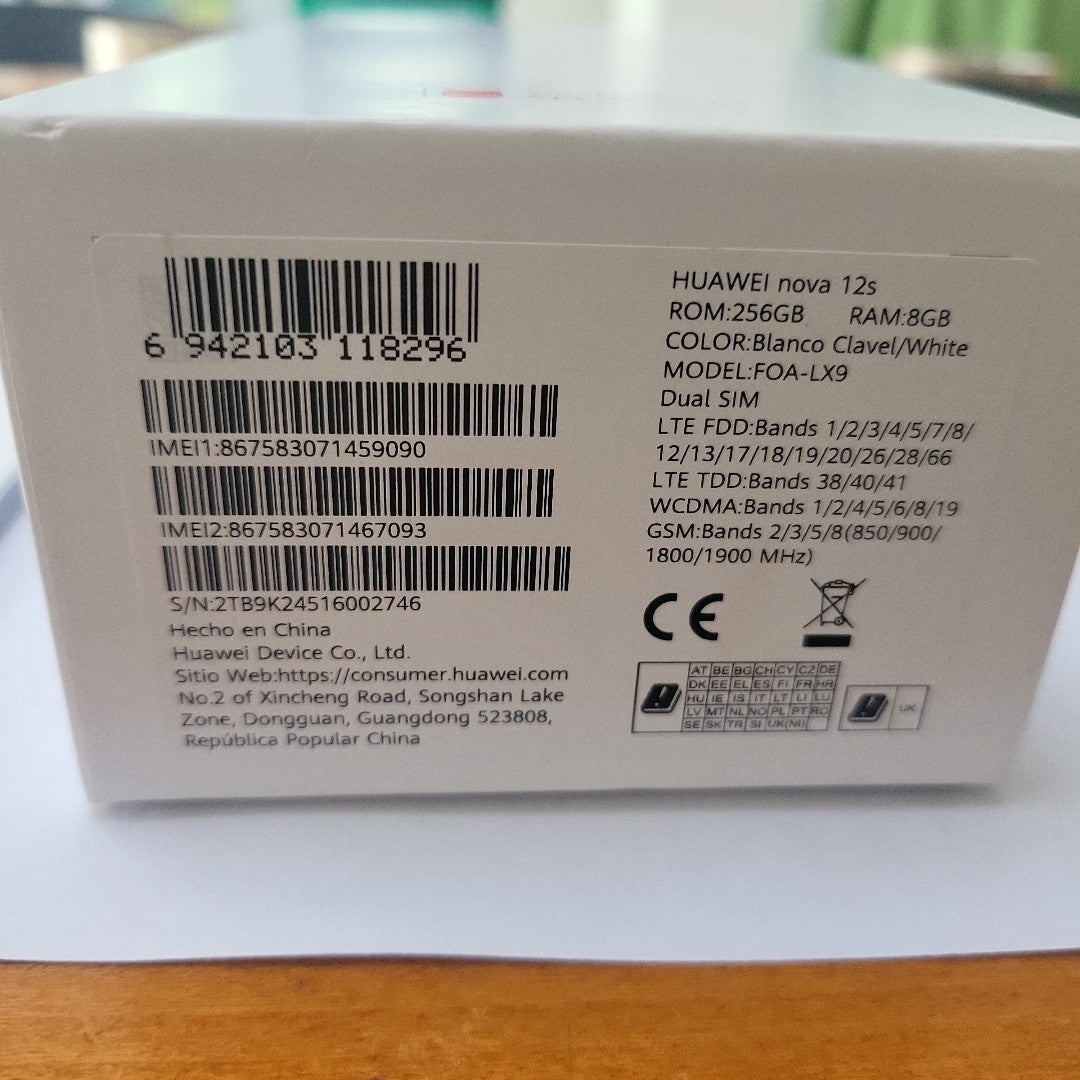 6 942103 118296
IMEI1:867583071459090
IMEI2:867583071467093
S/N:2TB9K24516002746
Hecho en China
Huawei Device Co., Ltd.
Sitio Web:https://consumer.huawei.com
No.2 of Xincheng Road, Songshan Lake
Zone, Dongguan, Guangdong 523808,
República Popular China
HUAWEI nova 12s
ROM:256GB RAM:8GB
COLOR:Blanco Clavel/White
MODEL:FOA-LX9
Dual SIM
LTE FDD:Bands 1/2/3/4/5/7/8/
12/13/17/18/19/20/26/28/66
LTE TDD:Bands 38/40/41
WCDMA:Bands 1/2/4/5/6/8/19
GSM:Bands 2/3/5/8(850/900/
1800/1900 MHz)
CE
AT BE BG CH CY CZ DE
DK EE EL ES FI FR HR
HU IE IS IT LT LI LU
LV MT NL NO PL PT RO
SE SK TR SI UK(NI)
UK